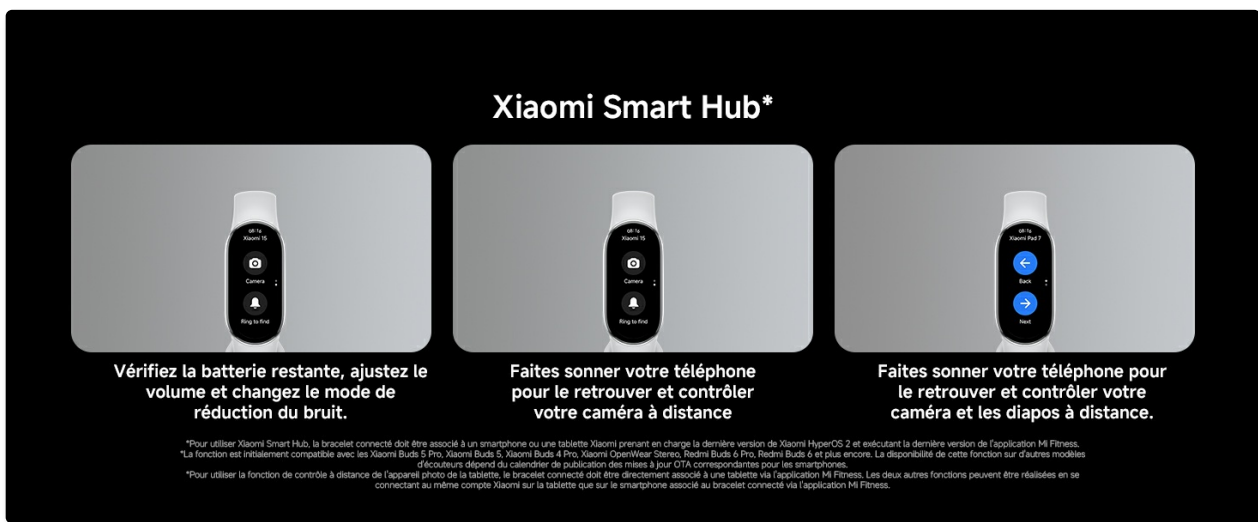 Xiaomi Smart Hub*
Xiaomi 15
Camera
Ring to find
Xiaomi 15
Camera
Ring to find
Xiaomi Pad 7
Back
Next
Vérifiez la batterie restante, ajustez le
volume et changez le mode de
réduction du bruit.
Faites sonner votre téléphone
pour le retrouver et contrôler
votre caméra à distance
Faites sonner votre téléphone pour
le retrouver et contrôler votre
caméra et les diapos à distance.
*Pour utiliser Xiaomi Smart Hub, la bracelet connecté doit être associé à un smartphone ou une tablette Xiaomi prenant en charge la dernière version de Xiaomi HyperOS 2 et exécutant la dernière version de l'application Mi Fitness.
*La fonction est initialement compatible avec les Xiaomi Buds 5 Pro, Xiaomi Buds 5, Xiaomi Buds 4 Pro, Xiaomi OpenWear Stereo, Redmi Buds 6 Pro, Redmi Buds 6 et plus encore. La disponibilité de cette fonction sur d'autres modèles
d'écouteurs dépend du calendrier de publication des mises à jour OTA correspondantes pour les smartphones.
*Pour utiliser la fonction de contrôle à distance de l'appareil photo de la tablette, le bracelet connecté doit être directement associé à une tablette via l'application Mi Fitness. Les deux autres fonctions peuvent être réalisées en se
connectant au même compte Xiaomi sur la tablette que sur le smartphone associé au bracelet connecté via l'application Mi Fitness.